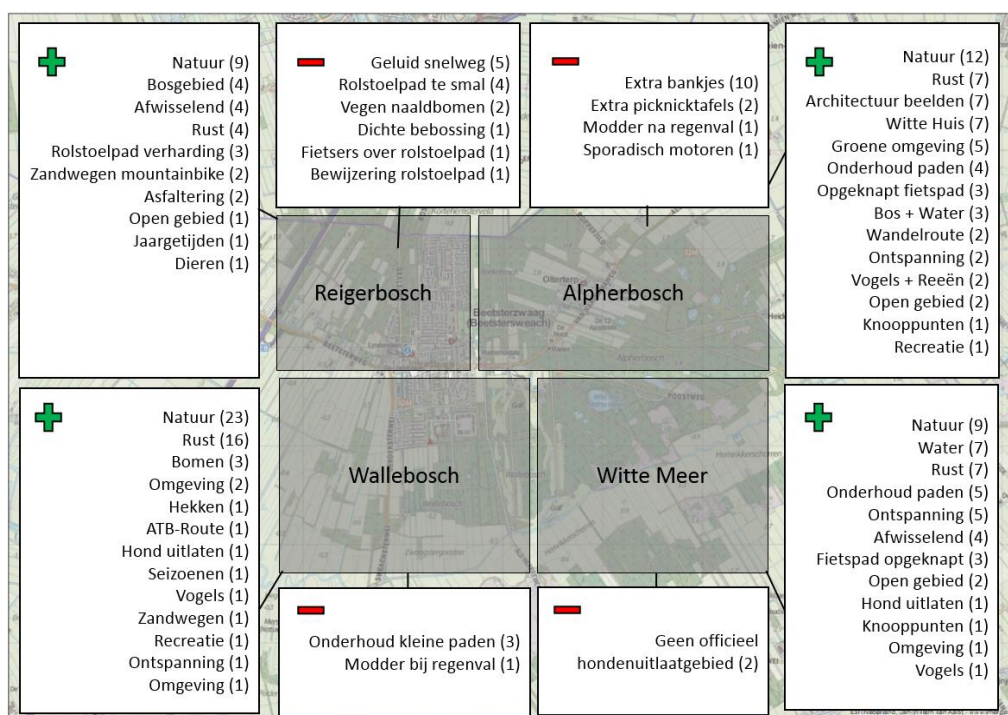 Natuur (9)
Bosgebied (4)
Afwisselend (4)
Rust (4)
Rolstoelpad verharding (3)
Zandwegen mountainbike (2)
Asfaltering (2)
Open gebied (1)
Jaargetijden (1)
Dieren (1)
Geluid snelweg (5)
Rolstoelpad te smal (4)
Vegen naaldbomen (2)
Dichte bebossing (1)
Fietsers over rolstoelpad (1)
Bewijzering rolstoelpad (1)
Extra bankjes (10)
Extra picknicktafels (2)
Modder na regenval (1)
Sporadisch motoren (1)
Natuur (12)
Rust (7)
Architectuur beelden (7)
Witte Huis (7)
Groene omgeving (5)
Onderhoud paden (4)
Opgeknapt fietspad (3)
Bos + Water (3)
Wandelroute (2)
Ontspanning (2)
Vogels + Reeën (2)
Open gebied (2)
Knooppunten (1)
Recreatie (1)
Reigerbosch
Alpherbosch
Beetsterzwaag
(Beetstersweach)
Wallebosch
Witte Meer
Natuur (23)
Rust (16)
Bomen (3)
Omgeving (2)
Hekken (1)
ATB-Route (1)
Hond uitlaten (1)
Seizoenen (1)
Vogels (1)
Zandwegen (1)
Recreatie (1)
Ontspanning (1)
Omgeving (1)
Onderhoud kleine paden (3)
Modder bij regenval (1)
Geen officieel
hondenuitlaatgebied (2)
Natuur (9)
Water (7)
Rust (7)
Onderhoud paden (5)
Ontspanning (5)
Afwisselend (4)
Fietspad opgeknapt (3)
Open gebied (2)
Hond uitlaten (1)
Knooppunten (1)
Omgeving (1)
Vogels (1)